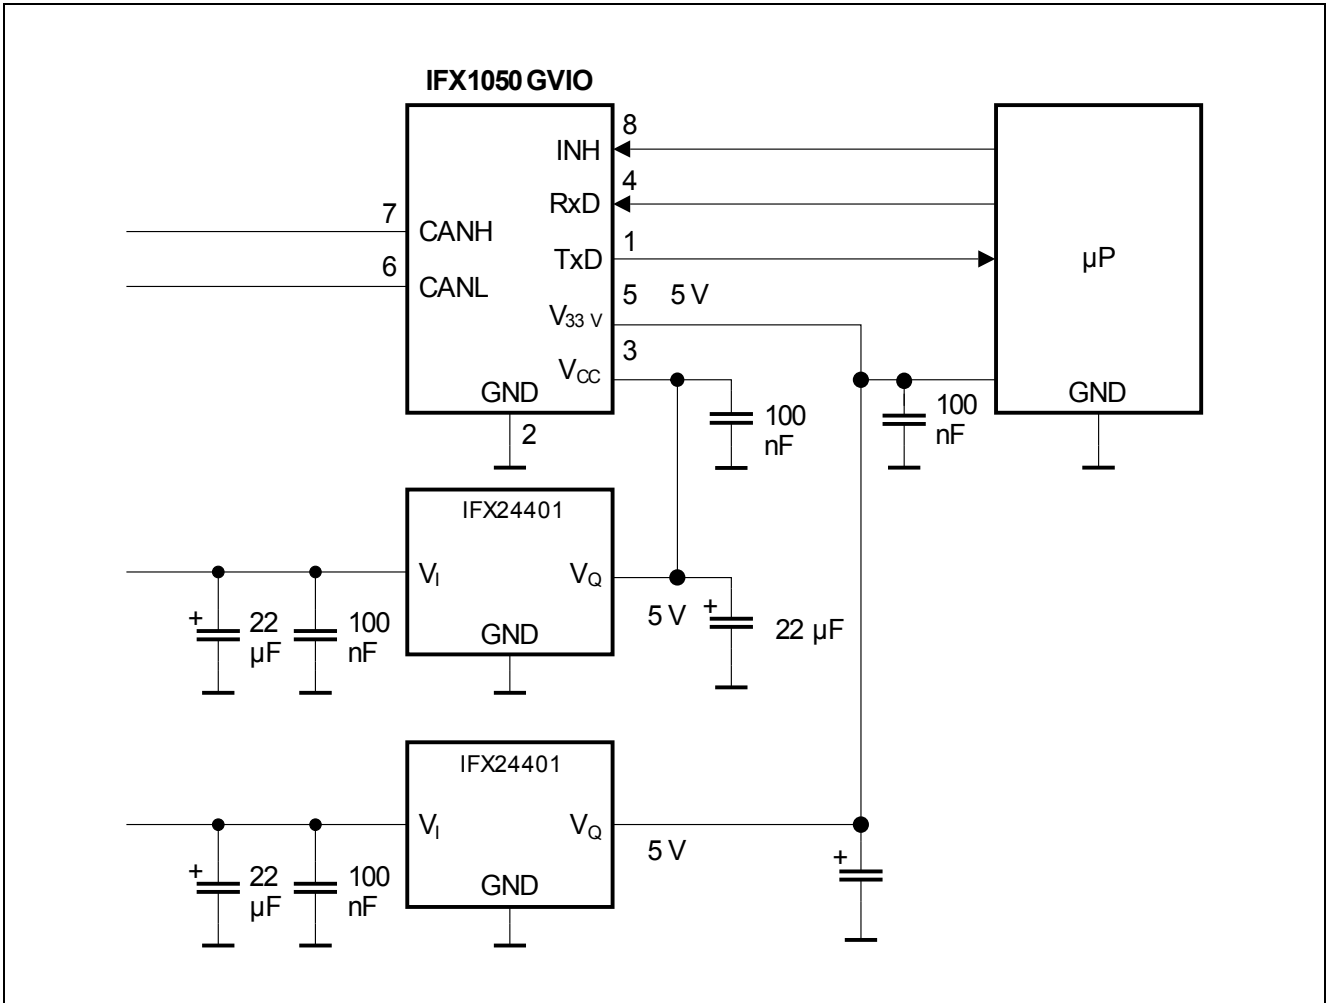 IFX1050 GVIO
8
INH
4
RxD
7
CANH
1
TxD
µP
6
CANL
5 5 V
V33 V
3
VCC
GND
GND
2
100
nF
100
nF
IFX24401
VI
VQ
5 V
+
22 µF
+
22
µF
100
nF
GND
IFX24401
VI
VQ
5 V
+
+
22
µF
100
nF
GND